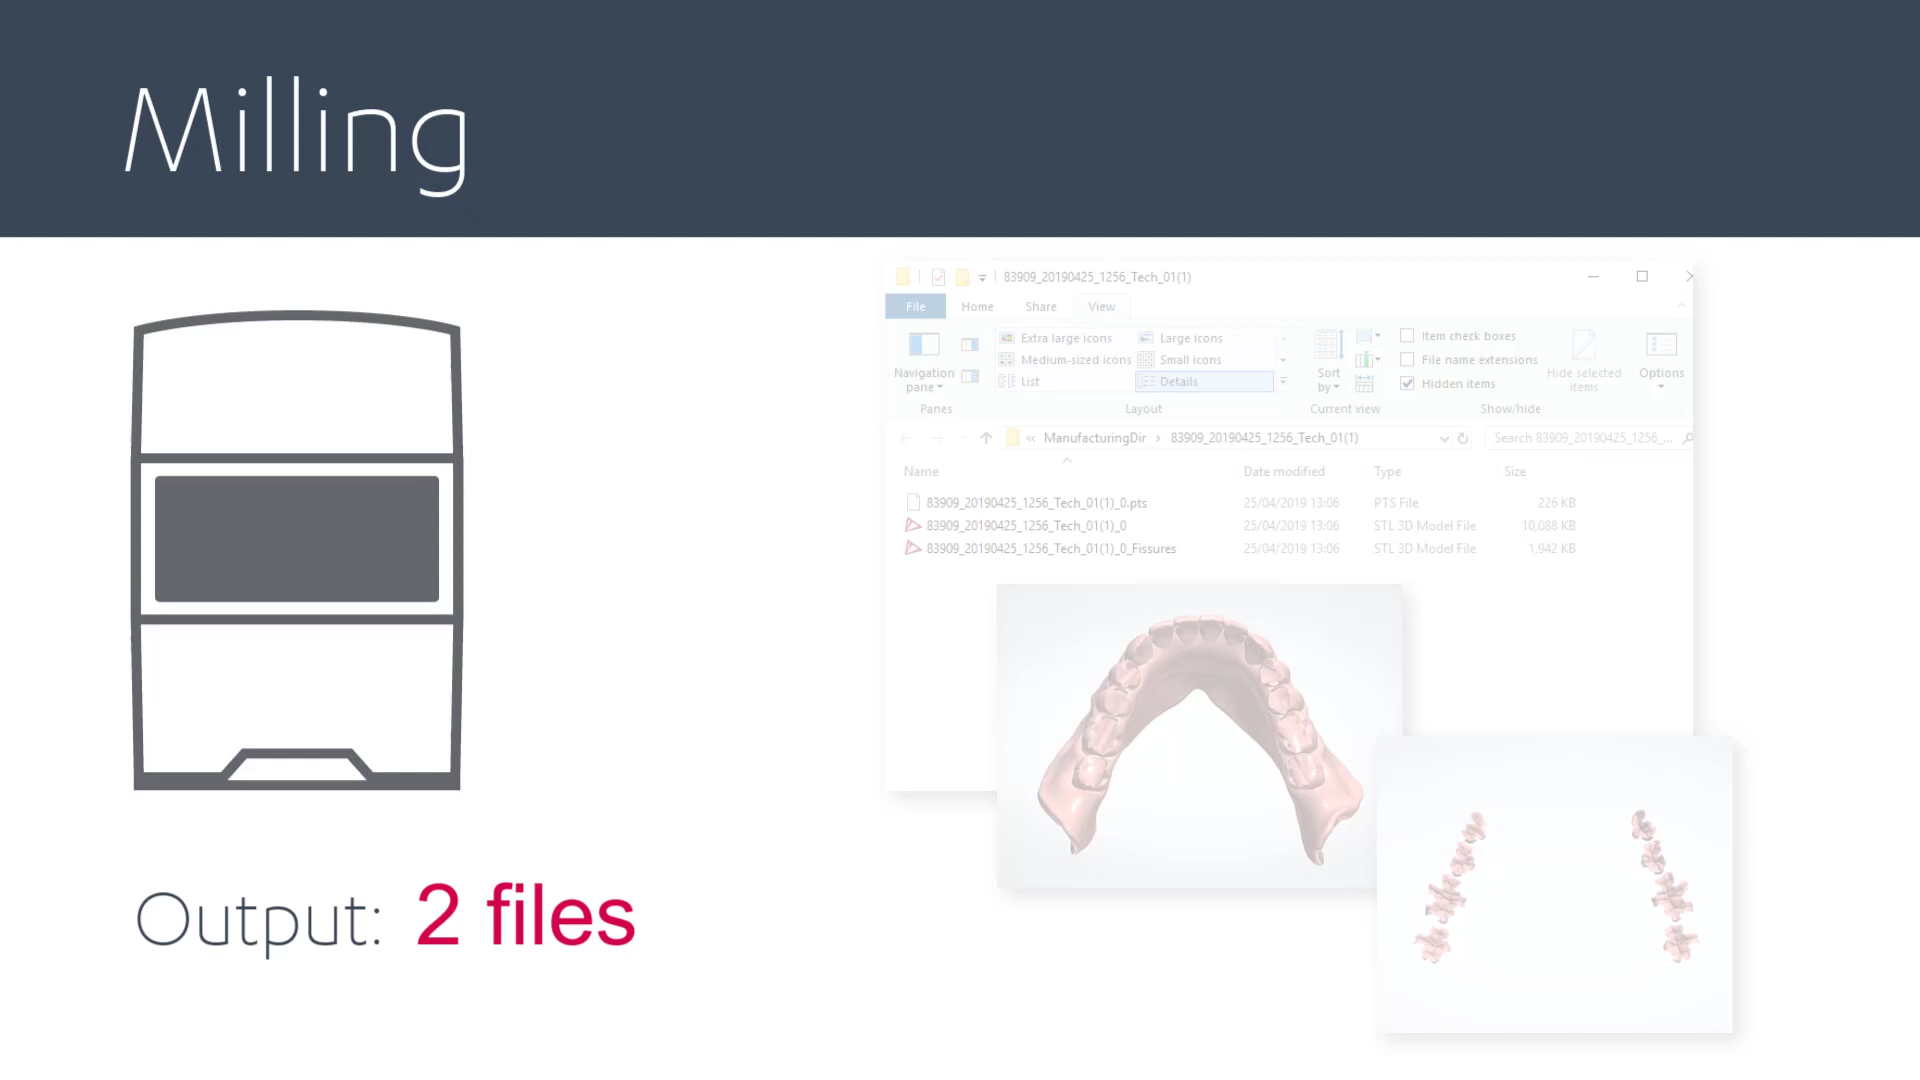 Milling
83909_20190425_1256_Tech_01(1)
File Home Share View
Extra large icons Large icons
Medium-sized icons Small icons
List Details
Navigation pane
Sort by
Item check boxes
File name extensions
Hidden items
Hide selected items
Options
Panes Layout Current view Show/hide
« ManufacturingDir › 83909_20190425_1256_Tech_01(1) Search 83909_20190425_1256_...
Name Date modified Type Size
83909_20190425_1256_Tech_01(1)_0.pts 25/04/2019 13:06 PTS File 226 KB
83909_20190425_1256_Tech_01(1)_0 25/04/2019 13:06 STL 3D Model File 10,088 KB
83909_20190425_1256_Tech_01(1)_0_Fissures 25/04/2019 13:06 STL 3D Model File 1,942 KB
Output: 2 files